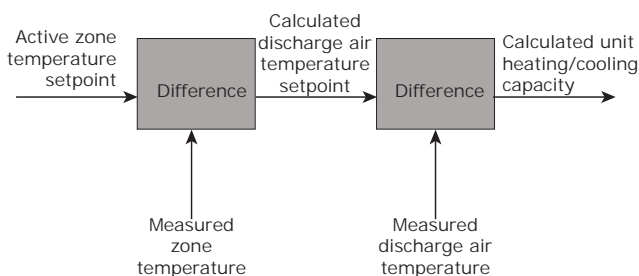 Active zone
temperature
setpoint
Difference
Calculated
discharge air
temperature
setpoint
Difference
Calculated unit
heating/cooling
capacity
Measured
zone
temperature
Measured
discharge air
temperature